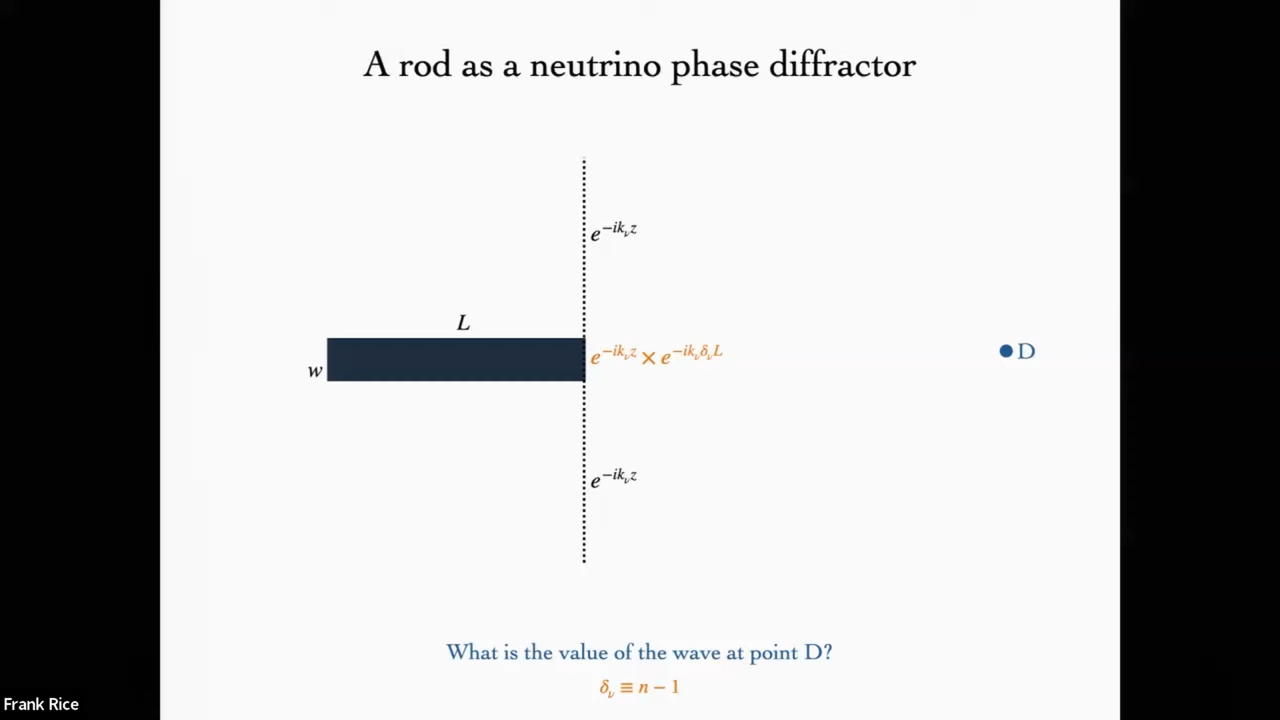 A rod as a neutrino phase diffractor
e^{-ik_ν z}
L
w
e^{-ik_ν z} × e^{-ik_ν δ_ν L}
D
e^{-ik_ν z}
What is the value of the wave at point D?
δ_ν ≡ n − 1
Frank Rice